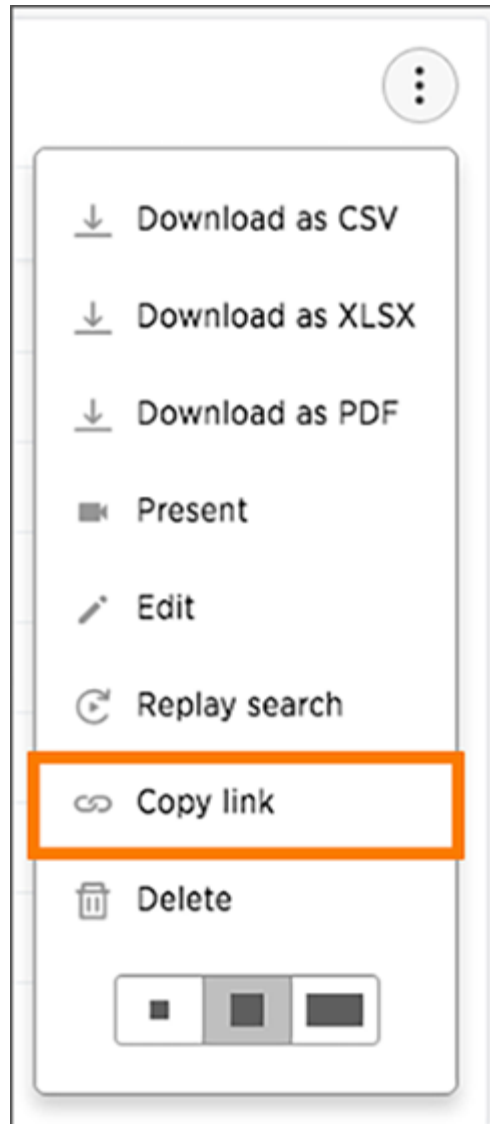 Download as CSV
Download as XLSX
Download as PDF
Present
Edit
Replay search
Copy link
Delete